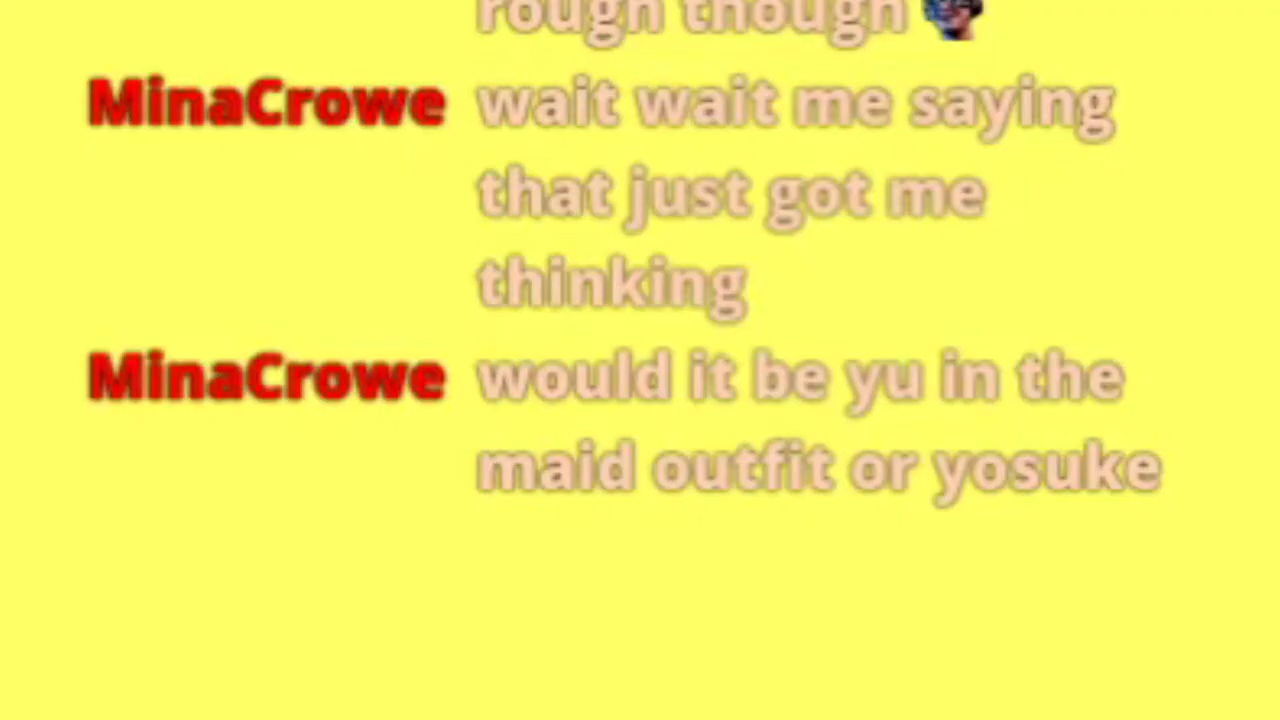 rough though
MinaCrowe wait wait me saying
that just got me
thinking
MinaCrowe would it be yu in the
maid outfit or yosuke